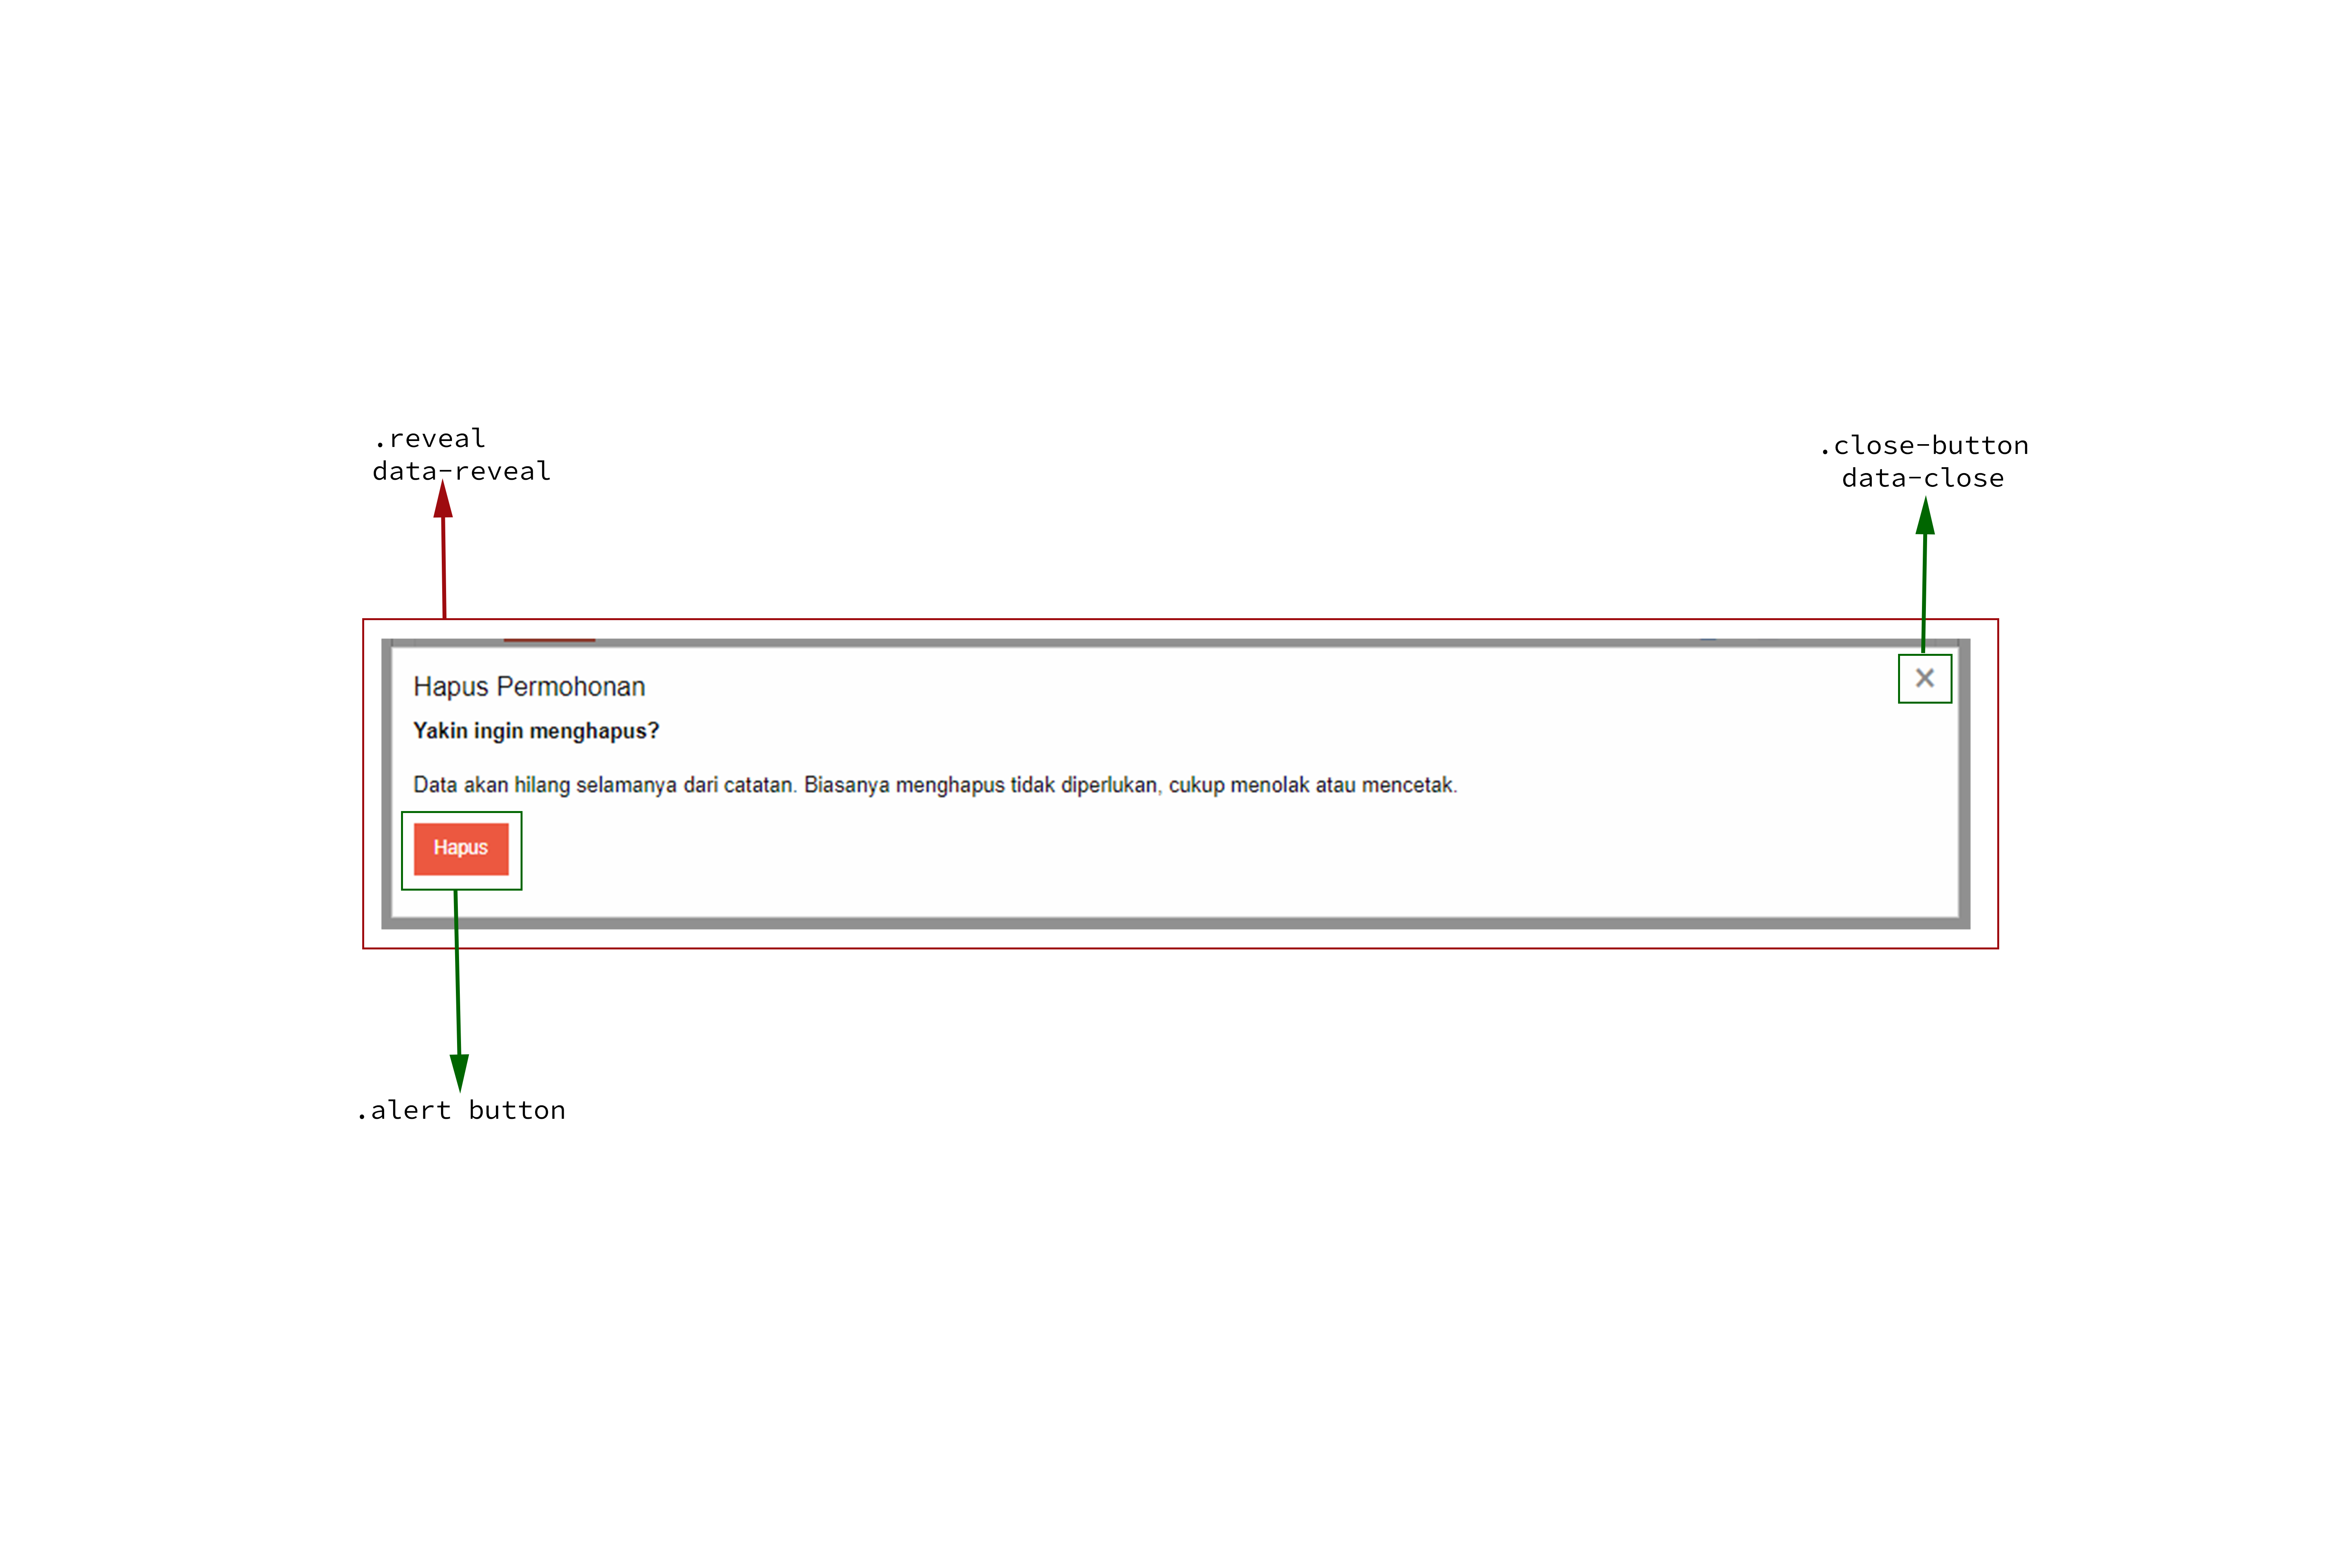 .reveal
data-reveal
.close-button
data-close
Hapus Permohonan
×
Yakin ingin menghapus?
Data akan hilang selamanya dari catatan. Biasanya menghapus tidak diperlukan, cukup menolak atau mencetak.
Hapus
.alert button